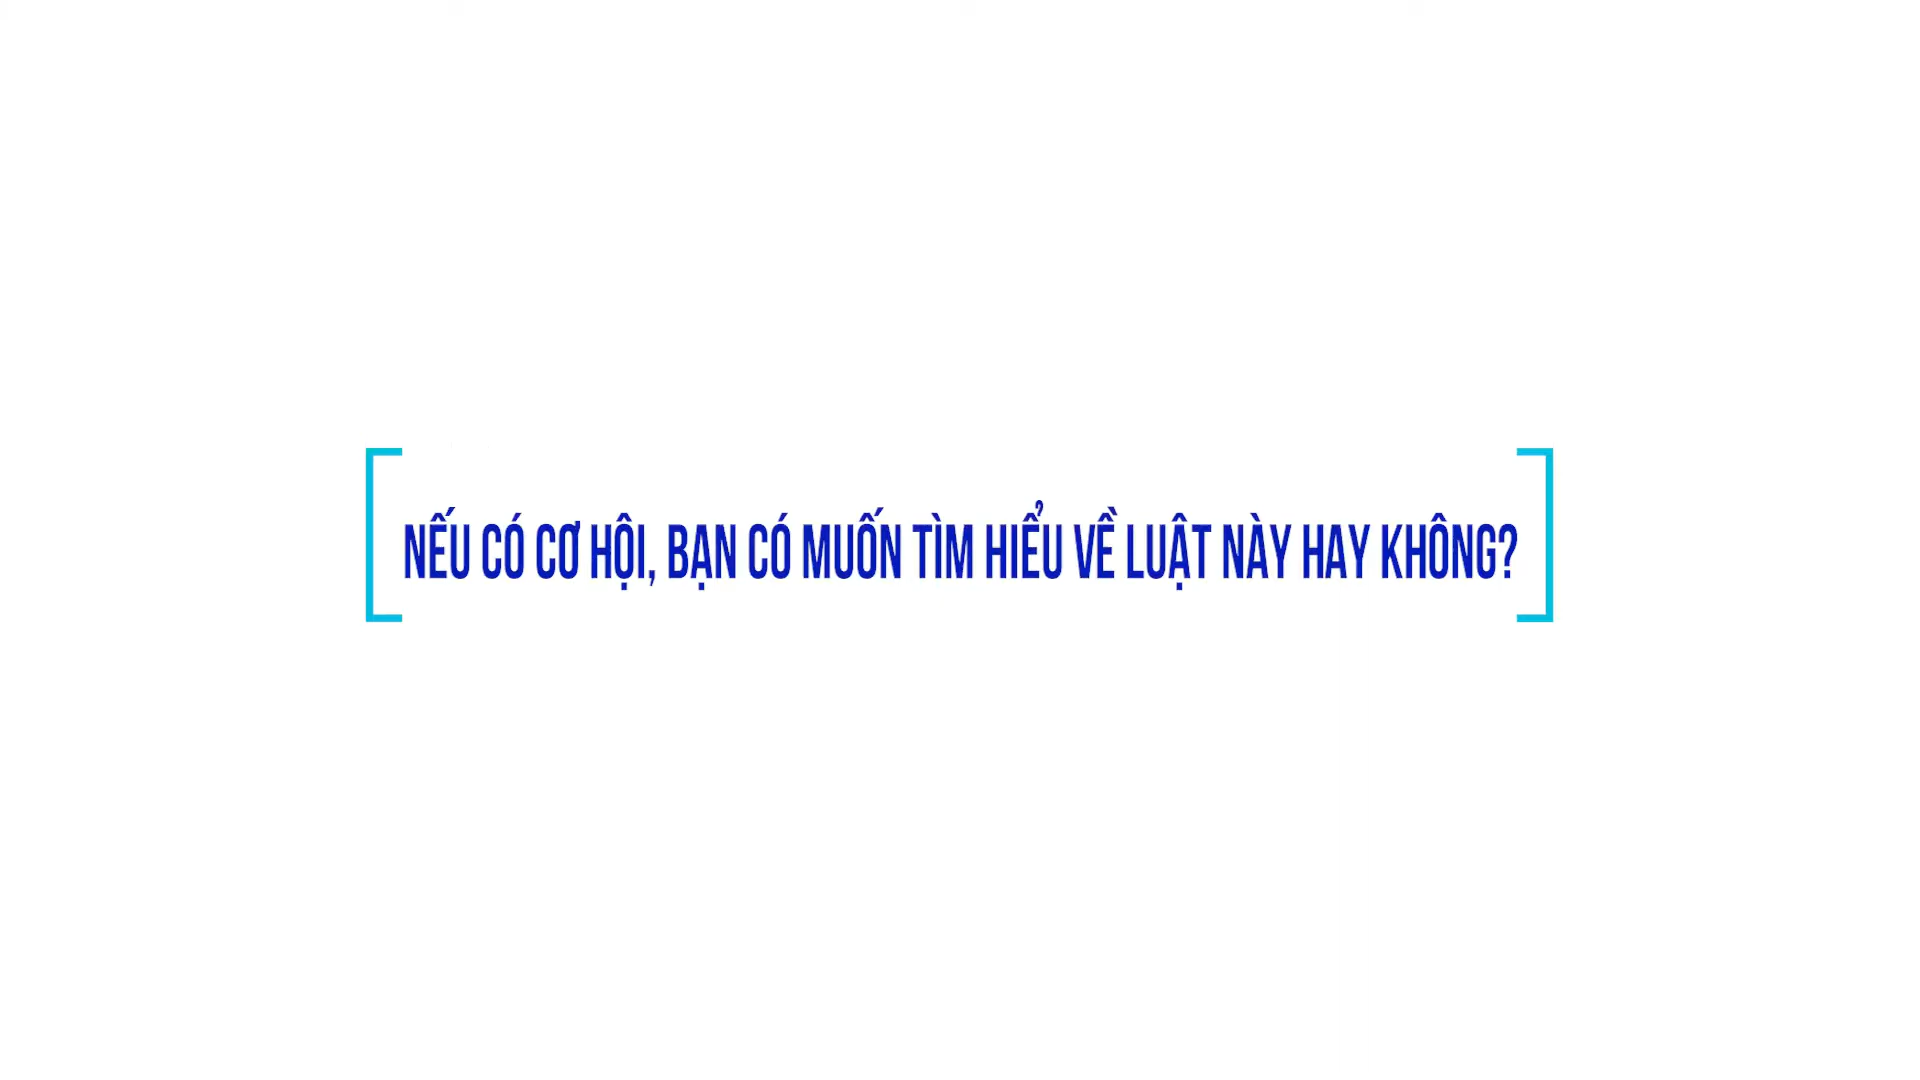 NẾU CÓ CƠ HỘI, BẠN CÓ MUỐN TÌM HIỂU VỀ LUẬT NÀY HAY KHÔNG?